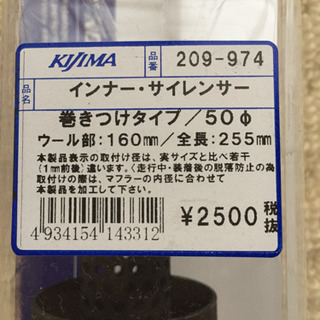 KIJIMA 品番 209-974
品名 インナー・サイレンサー
巻きつけタイプ/50φ
ウール部:160mm/全長:255mm
本製品表示の取付け径は、実サイズと比べ若干
(1mm前後)違います。(走行中・装着後の脱落防止の為
取付けの際は、マフラーの内径に合わせて
本製品を加工して下さい。
¥2500 税抜
4 934154 143312